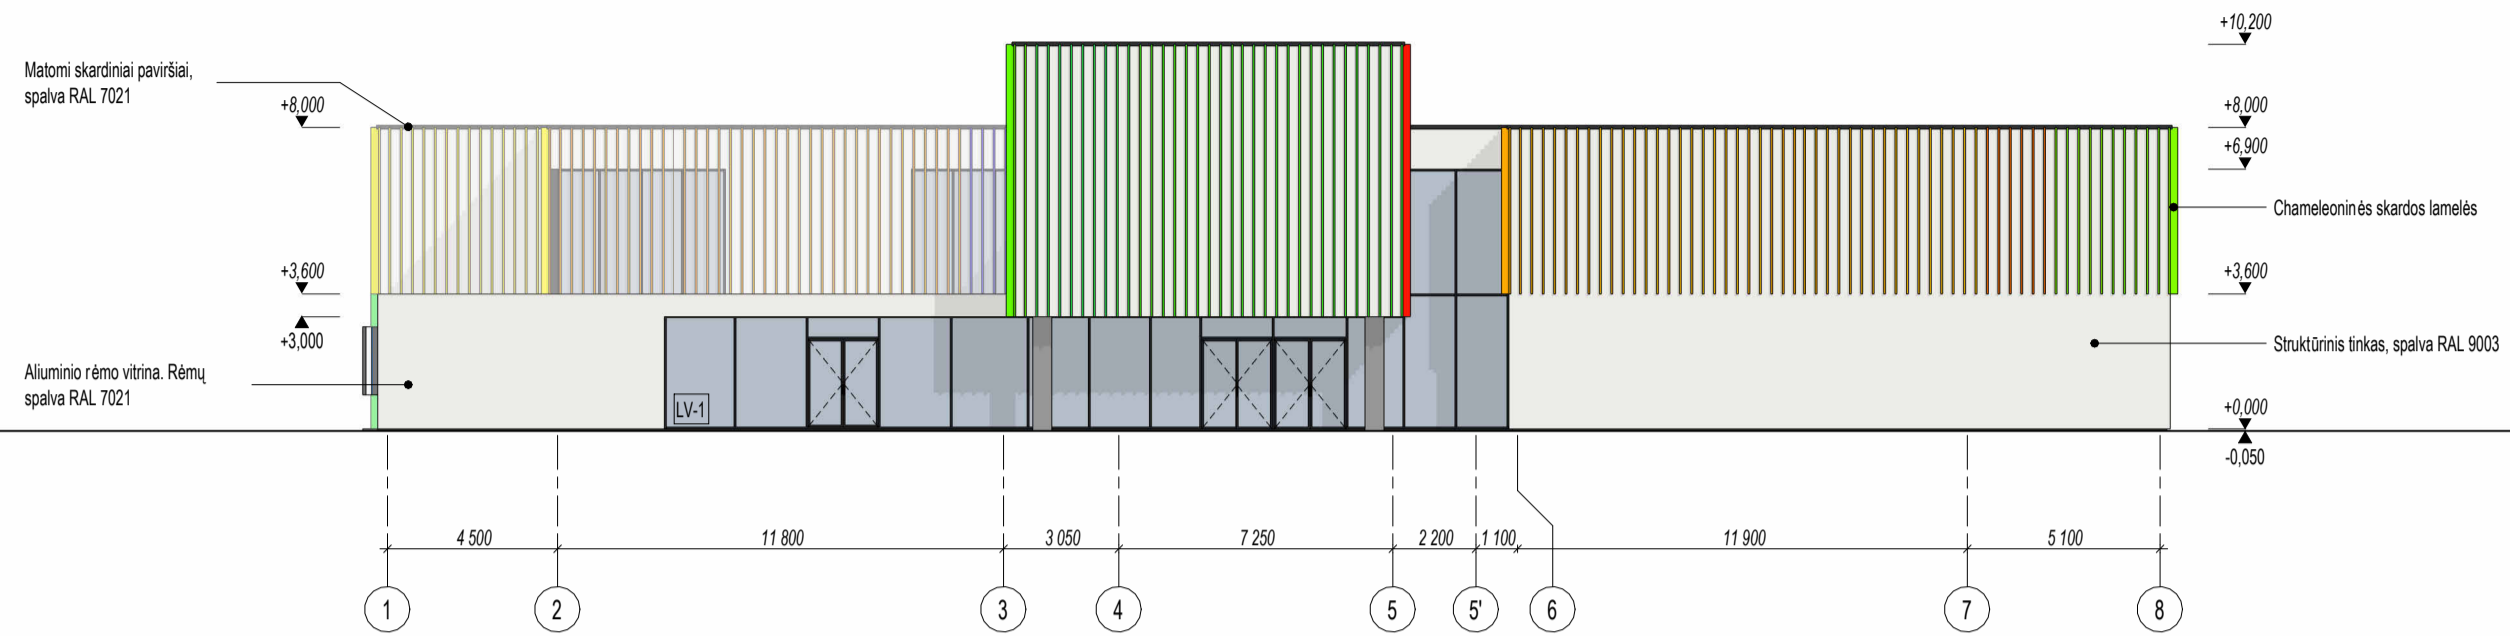 +10,200
Matomi skardiniai paviršiai,
spalva RAL 7021
+8,000
+8,000
+6,900
Chameleoninės skardos lamelės
+3,600
+3,600
+3,000
Struktūrinis tinkas, spalva RAL 9003
Aliuminio rėmo vitrina. Rėmų
spalva RAL 7021
LV-1
+0,000
-0,050
4 500 11 800 3 050 7 250 2 200 1 100 11 900 5 100
1 2 3 4 5 5' 6 7 8